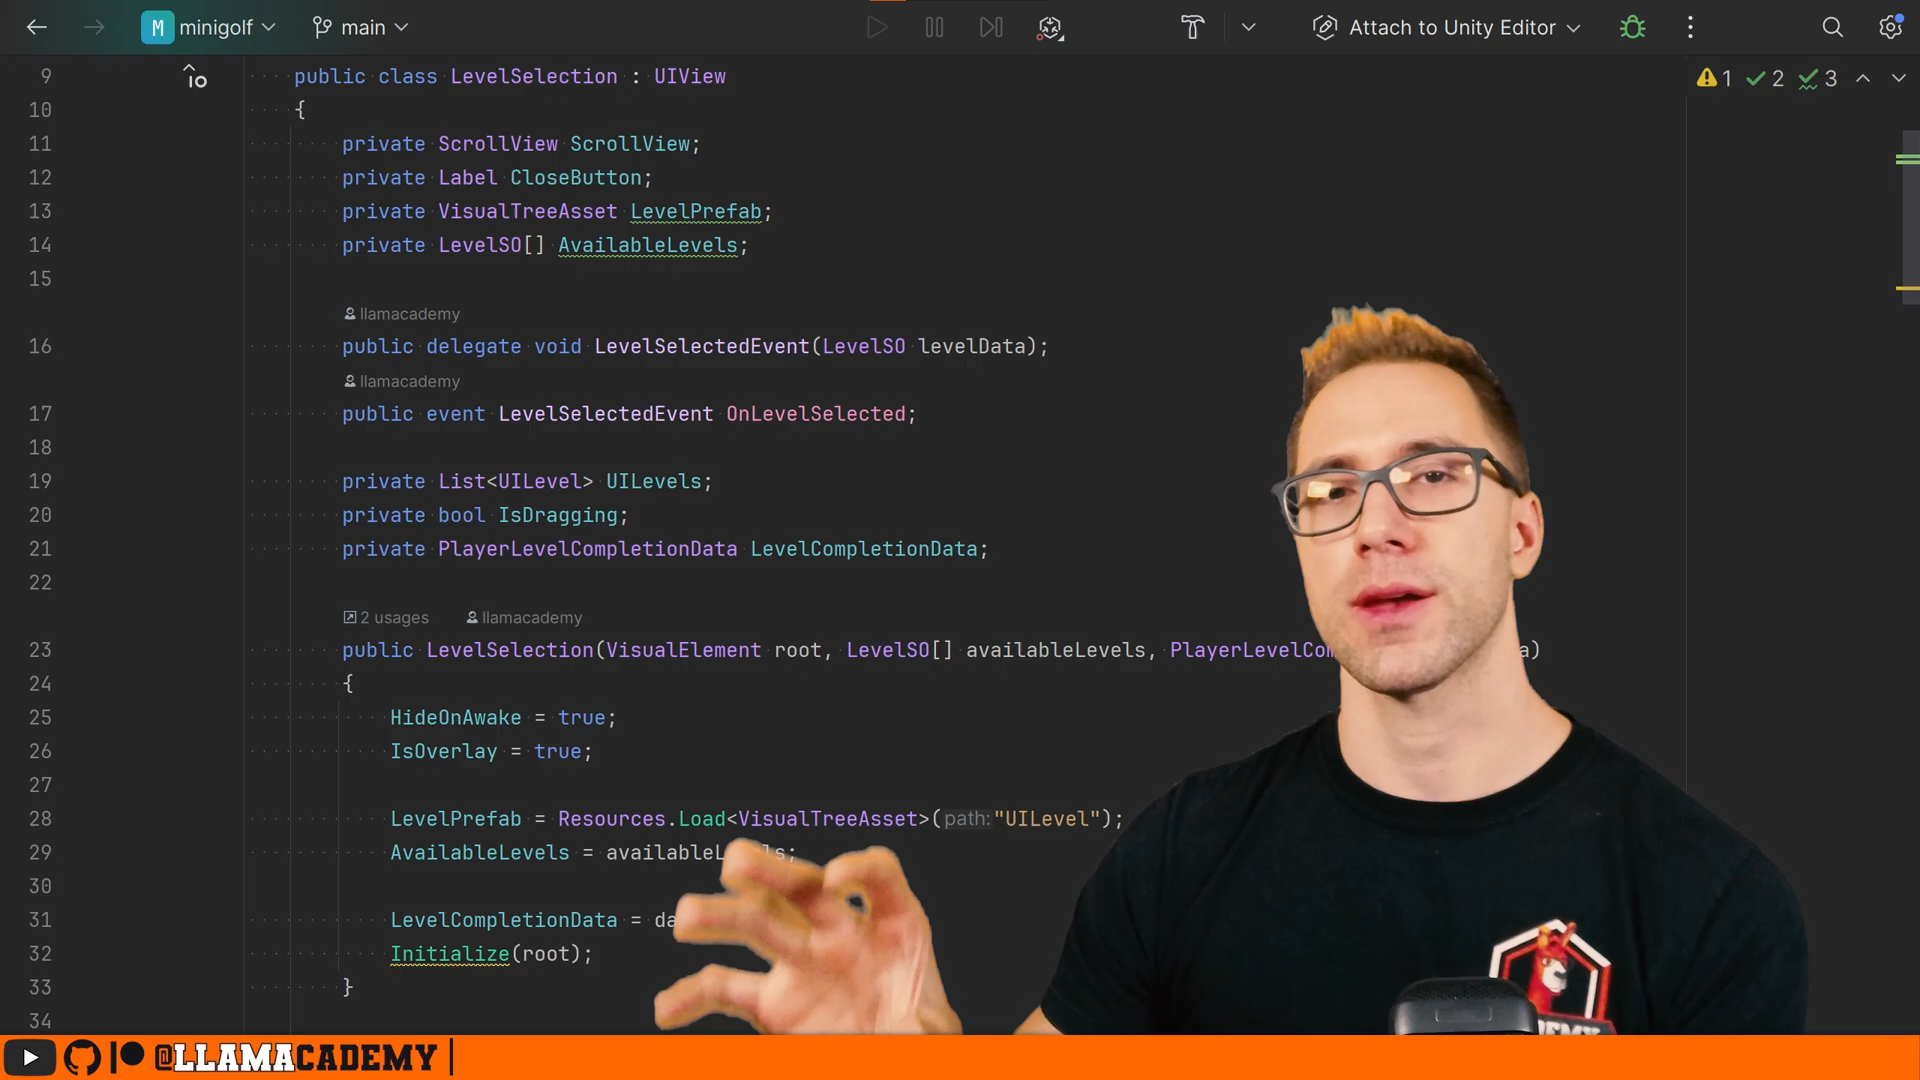 M minigolf main Attach to Unity Editor
9 public class LevelSelection : UIView 1 2 3
10 {
11 private ScrollView ScrollView;
12 private Label CloseButton;
13 private VisualTreeAsset LevelPrefab;
14 private LevelSO[] AvailableLevels;
15
llamacademy
16 public delegate void LevelSelectedEvent(LevelSO levelData);
llamacademy
17 public event LevelSelectedEvent OnLevelSelected;
18
19 private List<UILevel> UILevels;
20 private bool IsDragging;
21 private PlayerLevelCompletionData LevelCompletionData;
22
2 usages llamacademy
23 public LevelSelection(VisualElement root, LevelSO[] availableLevels, a)
24 {
25 HideOnAwake = true;
26 IsOverlay = true;
27
28 LevelPrefab = Resources.Load<VisualTreeAsset>(path: "UILevel");
29 AvailableLevels =
30
31 LevelCompletionData =
32 Initialize(root);
33 }
34
@LLAMACADEMY